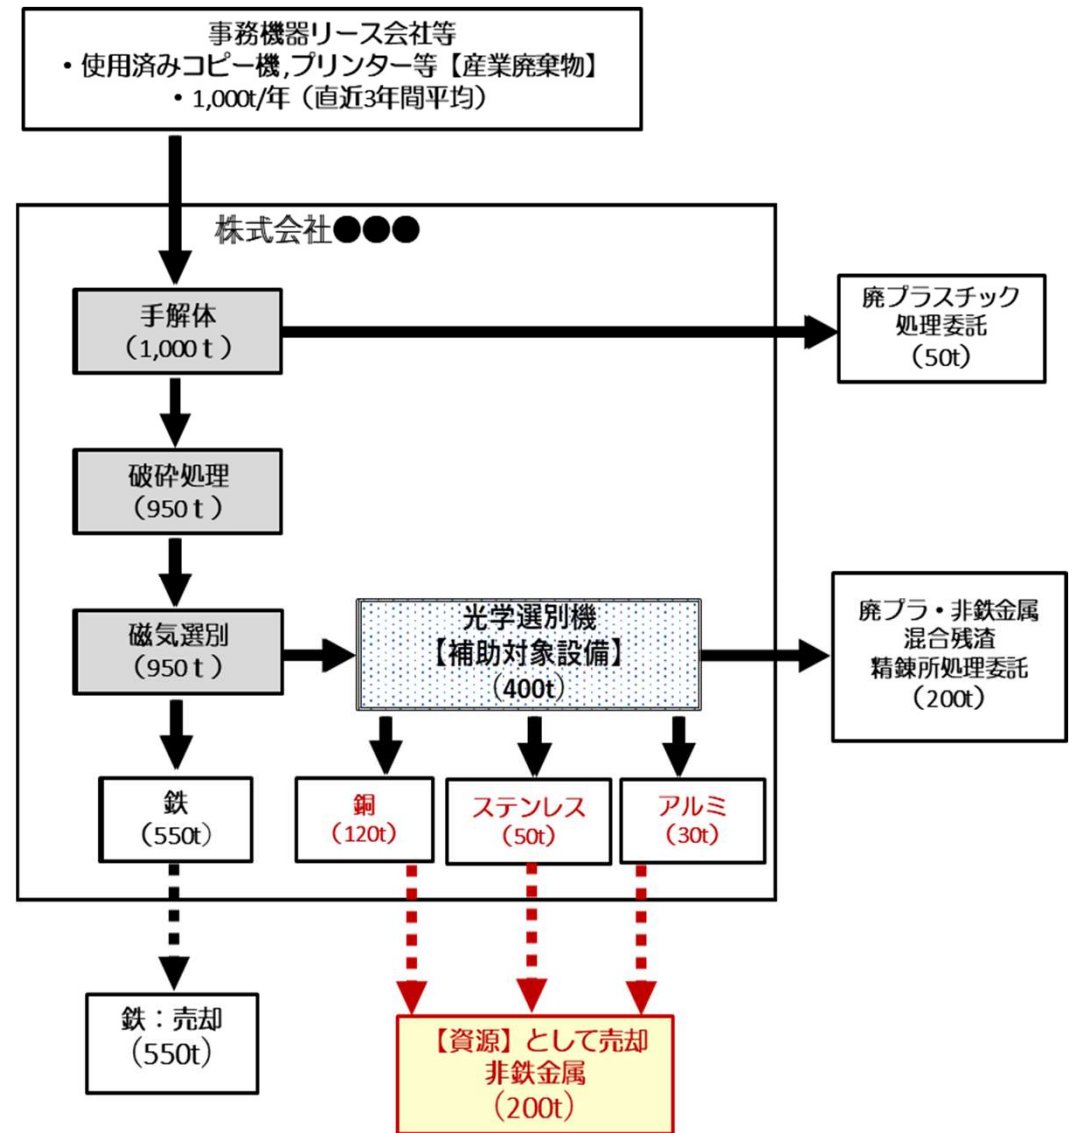 事務機器リース会社等
・使用済みコピー機,プリンター等【産業廃棄物】
・1,000t/年（直近3年間平均）
株式会社●●●
手解体
（1,000ｔ）
廃プラスチック
処理委託
（50t）
破砕処理
（950ｔ）
磁気選別
（950ｔ）
光学選別機
【補助対象設備】
（400t）
廃プラ・非鉄金属
混合残渣
精錬所処理委託
（200t）
鉄
（550t）
銅
（120t）
ステンレス
（50t）
アルミ
（30t）
鉄：売却
（550t）
【資源】として売却
非鉄金属
（200t）